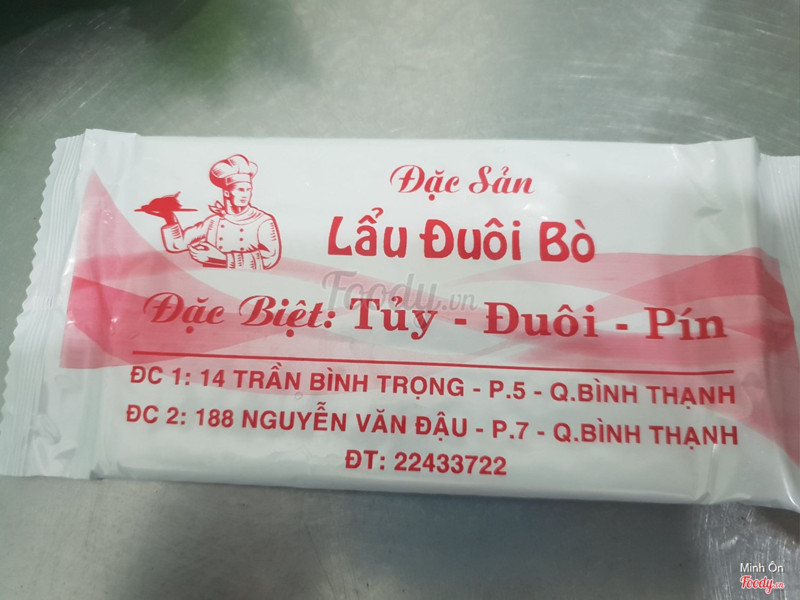 Đặc Sản
Lẩu Đuôi Bò
Foody.vn
Đặc Biệt: Tủy - Đuôi - Pín
ĐC 1: 14 TRẦN BÌNH TRỌNG - P.5 - Q.BÌNH THẠNH
ĐC 2: 188 NGUYỄN VĂN ĐẬU - P.7 - Q.BÌNH THẠNH
ĐT: 22433722
Minh Ôn
Foody.vn